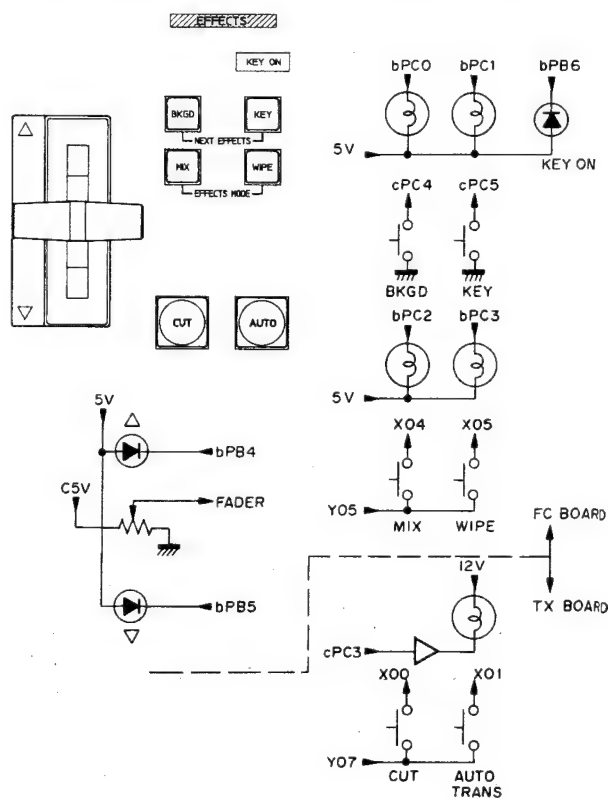 EFFECTS
KEY ON
BKGD KEY
NEXT EFFECTS
MIX WIPE
EFFECTS MODE
CUT AUTO
5V
bPB4
C5V
FADER
bPB5
bPC0 bPC1 bPB6
5V
KEY ON
cPC4 cPC5
BKGD KEY
bPC2 bPC3
5V
X04 X05
Y05
MIX WIPE
FC BOARD
TX BOARD
12V
cPC3
X00 X01
Y07
CUT AUTO
TRANS